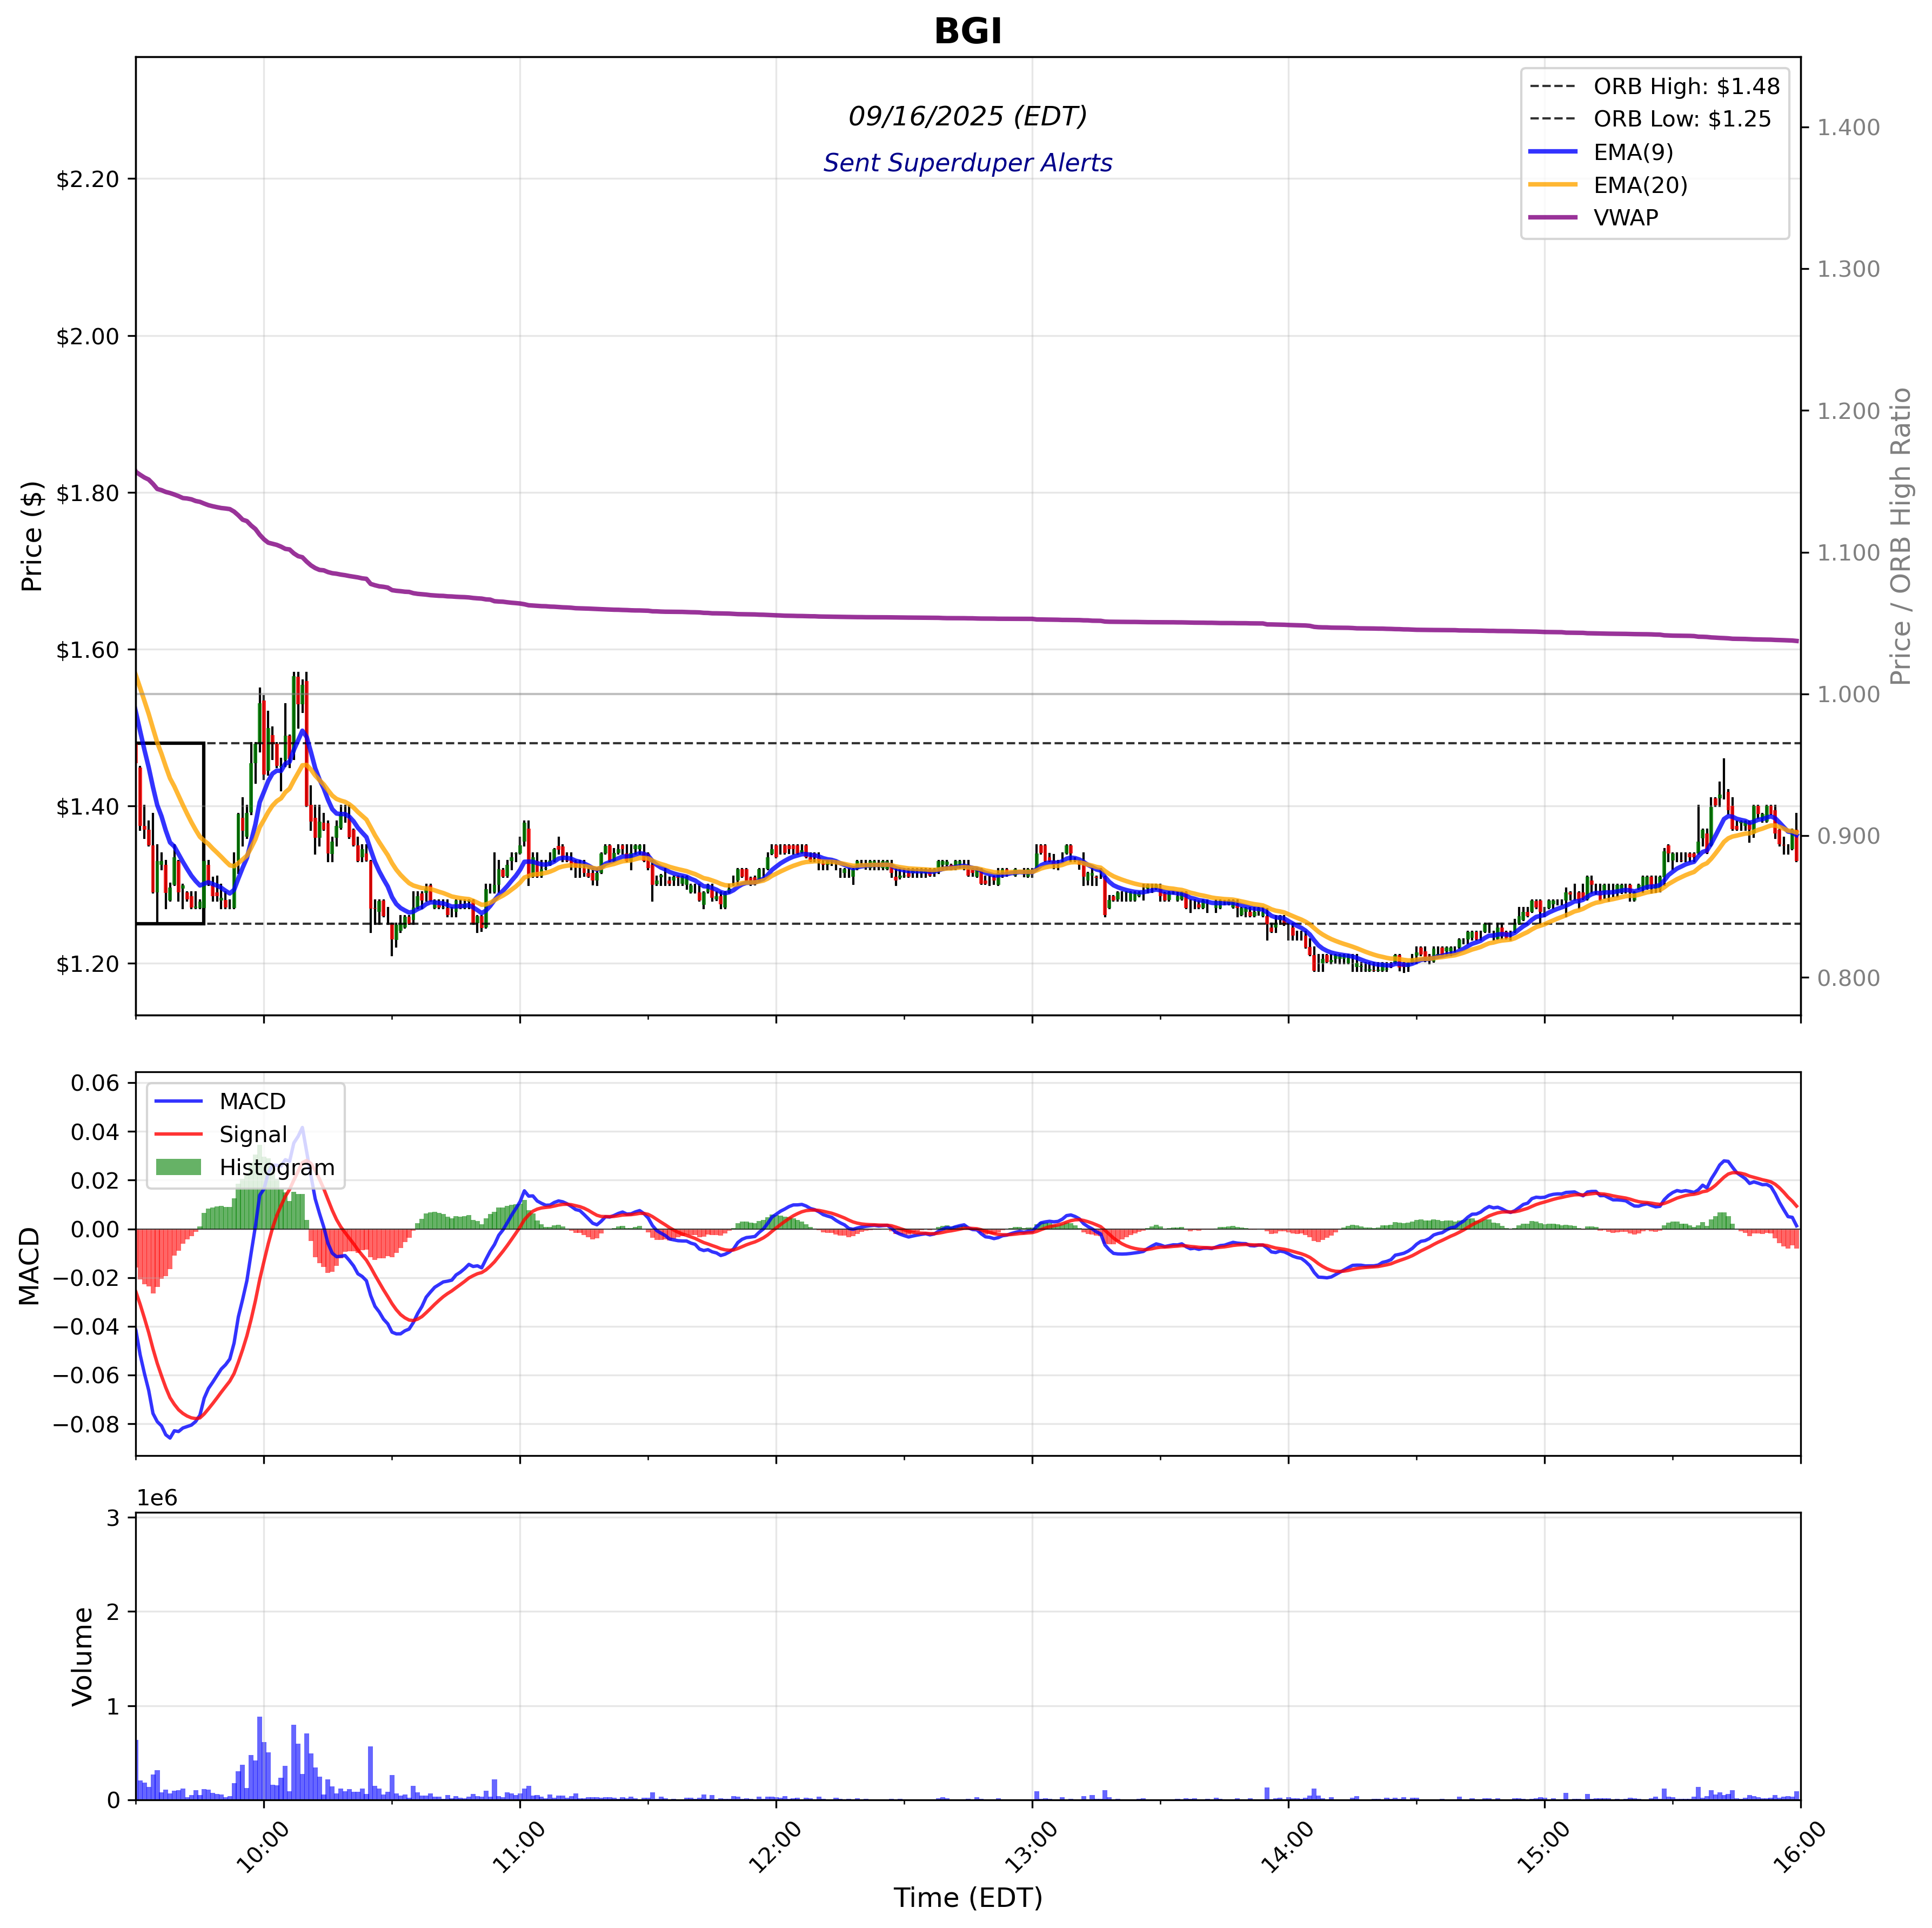 BGI
09/16/2025 (EDT)
Sent Superduper Alerts
ORB High: $1.48
ORB Low: $1.25
EMA(9)
EMA(20)
VWAP
Price ($)
$2.20
$2.00
$1.80
$1.60
$1.40
$1.20
1.400
1.300
1.200
1.100
1.000
0.900
0.800
Price / ORB High Ratio
MACD
0.06
0.04
0.02
0.00
−0.02
−0.04
−0.06
−0.08
MACD
Signal
Histogram
1e6
Volume
3
2
1
0
10:00
11:00
12:00
13:00
14:00
15:00
16:00
Time (EDT)